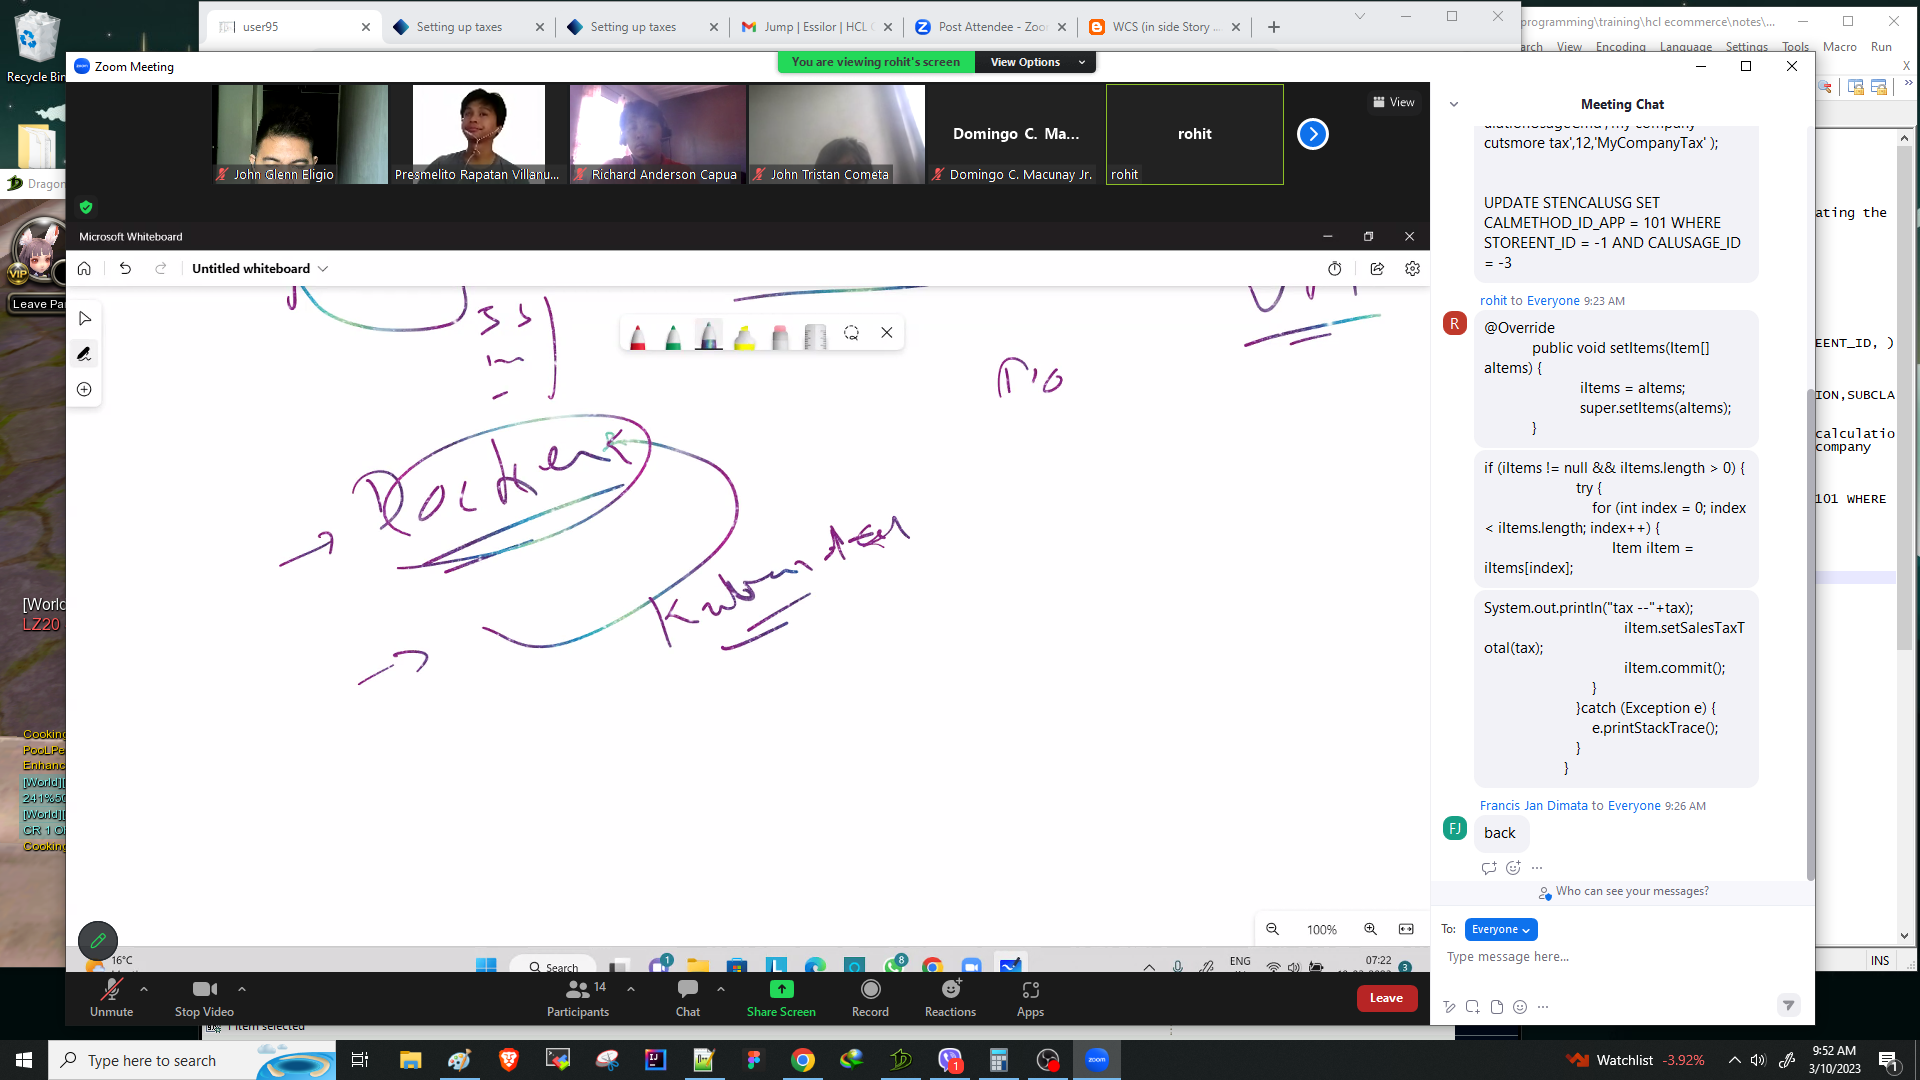 Recycle Bin
user95
Setting up taxes
Setting up taxes
Jump | Essilor | HCL
Post Attendee - Zoo
WCS (in side Story ...
programming\training\hcl ecommerce\notes\...
View Encoding Language Settings Tools Macro Run
Zoom Meeting
You are viewing rohit's screen
View Options
View
John Glenn Eligio
Presmelito Rapatan Villanu...
Richard Anderson Capua
John Tristan Cometa
Domingo C. Ma...
Domingo C. Macunay Jr.
rohit
rohit
Microsoft Whiteboard
Untitled whiteboard
Docker
100%
16°C
Search
1
8
ENG
07:22
3
Unmute
Stop Video
14
Participants
Chat
Share Screen
Record
Reactions
Apps
Leave
1 item selected
Meeting Chat
cutsmore tax',12,'MyCompanyTax' );
UPDATE STENCALUSG SET
CALMETHOD_ID_APP = 101 WHERE
STOREENT_ID = -1 AND CALUSAGE_ID
= -3
rohit to Everyone 9:23 AM
R
@Override
public void setItems(Item[]
aItems) {
iItems = aItems;
super.setItems(aItems);
}
if (iItems != null && iItems.length > 0) {
try {
for (int index = 0; index
< iItems.length; index++) {
Item iItem =
iItems[index];
System.out.println("tax --"+tax);
iItem.setSalesTaxT
otal(tax);
iItem.commit();
}
}catch (Exception e) {
e.printStackTrace();
}
}
Francis Jan Dimata to Everyone 9:26 AM
FJ
back
Who can see your messages?
To: Everyone
Type message here...
ating the
EENT_ID, )
ION,SUBCLA
calculatio
company
101 WHERE
INS
Dragon
VIP
Leave Pa
[World
LZ20
Cooking
PooLPe
Enhanc
[World][
241%50
[World][
CR 1 O
Cooking
Type here to search
1
Watchlist -3.92%
9:52 AM
3/10/2023
1